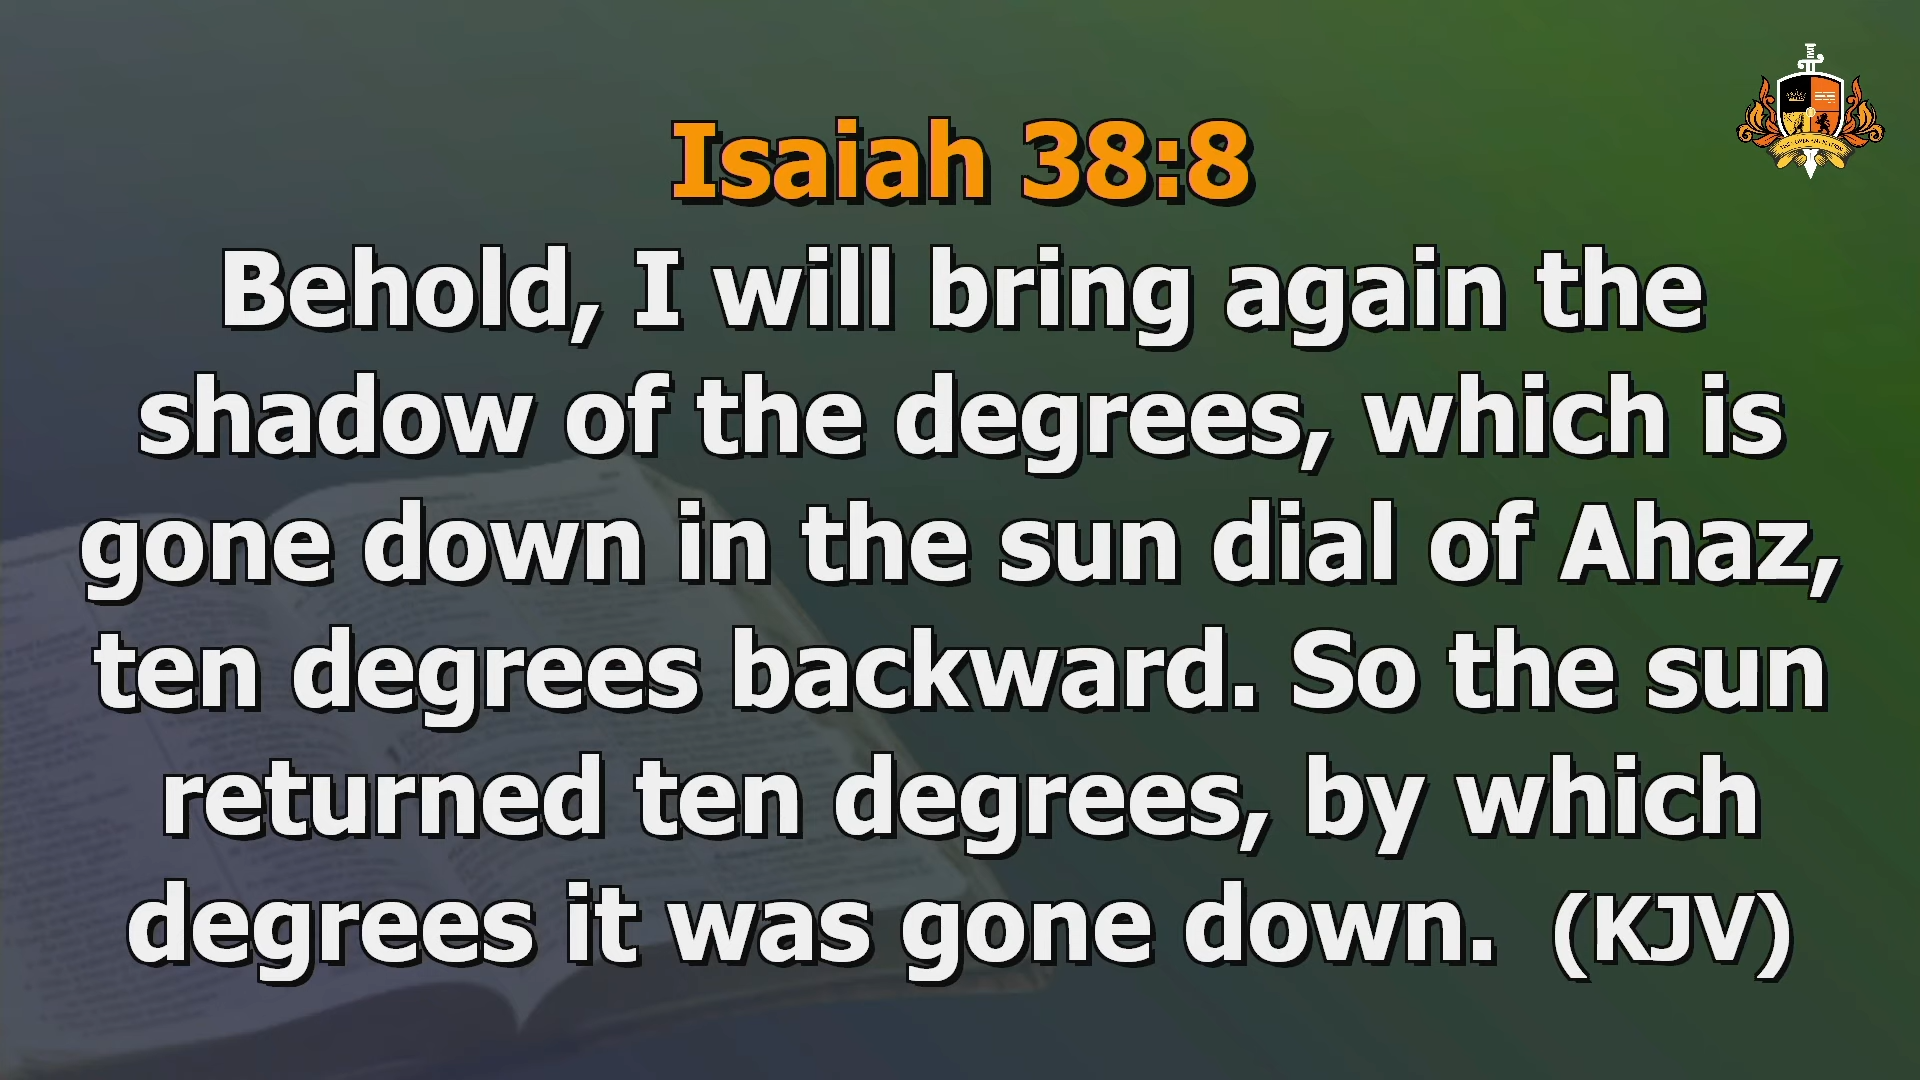 Isaiah 38:8
Behold, I will bring again the
shadow of the degrees, which is
gone down in the sun dial of Ahaz,
ten degrees backward. So the sun
returned ten degrees, by which
degrees it was gone down.  (KJV)